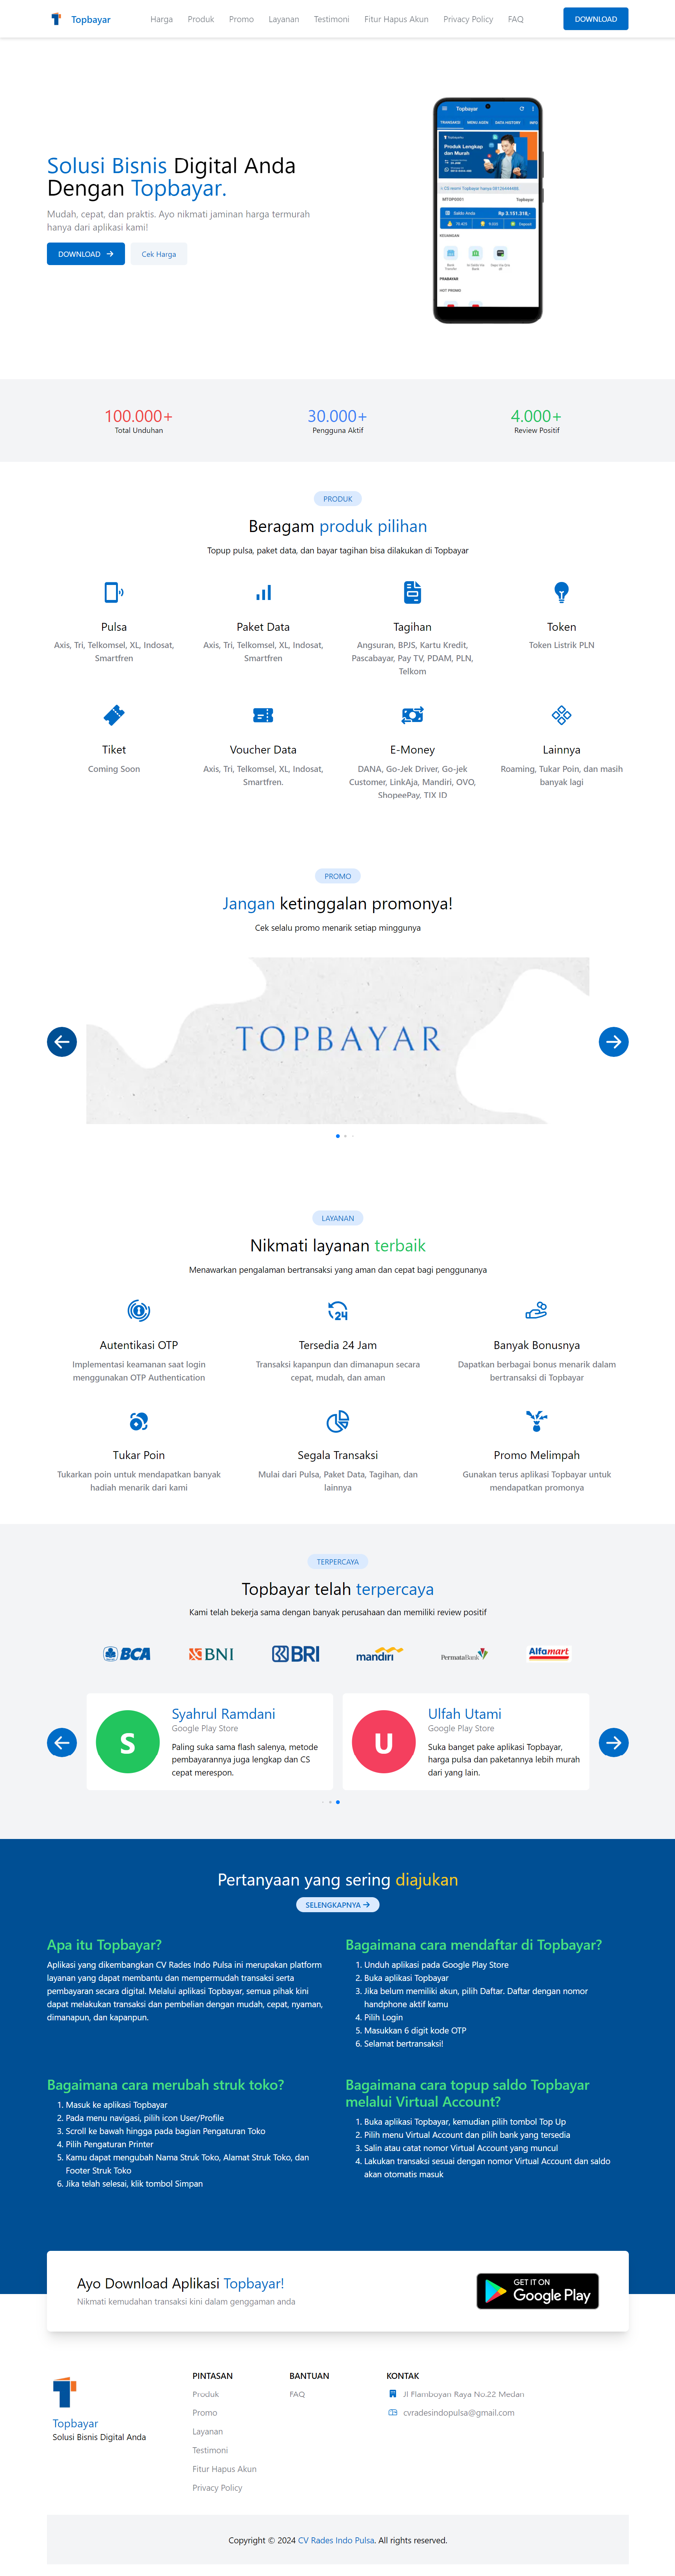 Topbayar
Harga
Produk
Promo
Layanan
Testimoni
Fitur Hapus Akun
Privacy Policy
FAQ
DOWNLOAD
Solusi Bisnis Digital Anda
Dengan Topbayar.
Mudah, cepat, dan praktis. Ayo nikmati jaminan harga termurah
hanya dari aplikasi kami!
DOWNLOAD →
Cek Harga
Topbayar
TRANSAKSI MENU AGEN DATA HISTORY INFO
Produk Lengkap
dan Murah
MTOP0001 Topbayar
Saldo Anda Rp 3.151.318,-
KEUANGAN
PRABAYAR
HOT PROMO
100.000+
Total Unduhan
30.000+
Pengguna Aktif
4.000+
Review Positif
PRODUK
Beragam produk pilihan
Topup pulsa, paket data, dan bayar tagihan bisa dilakukan di Topbayar
Pulsa
Axis, Tri, Telkomsel, XL, Indosat,
Smartfren
Paket Data
Axis, Tri, Telkomsel, XL, Indosat,
Smartfren
Tagihan
Angsuran, BPJS, Kartu Kredit,
Pascabayar, Pay TV, PDAM, PLN,
Telkom
Token
Token Listrik PLN
Tiket
Coming Soon
Voucher Data
Axis, Tri, Telkomsel, XL, Indosat,
Smartfren.
E-Money
DANA, Go-Jek Driver, Go-jek
Customer, LinkAja, Mandiri, OVO,
ShopeePay, TIX ID
Lainnya
Roaming, Tukar Poin, dan masih
banyak lagi
PROMO
Jangan ketinggalan promonya!
Cek selalu promo menarik setiap minggunya
TOPBAYAR
LAYANAN
Nikmati layanan terbaik
Menawarkan pengalaman bertransaksi yang aman dan cepat bagi penggunanya
Autentikasi OTP
Implementasi keamanan saat login
menggunakan OTP Authentication
24
Tersedia 24 Jam
Transaksi kapanpun dan dimanapun secara
cepat, mudah, dan aman
Banyak Bonusnya
Dapatkan berbagai bonus menarik dalam
bertransaksi di Topbayar
Tukar Poin
Tukarkan poin untuk mendapatkan banyak
hadiah menarik dari kami
Segala Transaksi
Mulai dari Pulsa, Paket Data, Tagihan, dan
lainnya
Promo Melimpah
Gunakan terus aplikasi Topbayar untuk
mendapatkan promonya
TERPERCAYA
Topbayar telah terpercaya
Kami telah bekerja sama dengan banyak perusahaan dan memiliki review positif
BCA
BNI
BRI
mandiri
PermataBank
Alfamart
S
Syahrul Ramdani
Google Play Store
Paling suka sama flash salenya, metode
pembayarannya juga lengkap dan CS
cepat merespon.
U
Ulfah Utami
Google Play Store
Suka banget pake aplikasi Topbayar,
harga pulsa dan paketannya lebih murah
dari yang lain.
Pertanyaan yang sering diajukan
SELENGKAPNYA →
Apa itu Topbayar?
Aplikasi yang dikembangkan CV Rades Indo Pulsa ini merupakan platform
layanan yang dapat membantu dan mempermudah transaksi serta
pembayaran secara digital. Melalui aplikasi Topbayar, semua pihak kini
dapat melakukan transaksi dan pembelian dengan mudah, cepat, nyaman,
dimanapun, dan kapanpun.
Bagaimana cara mendaftar di Topbayar?
1. Unduh aplikasi pada Google Play Store
2. Buka aplikasi Topbayar
3. Jika belum memiliki akun, pilih Daftar. Daftar dengan nomor
handphone aktif kamu
4. Pilih Login
5. Masukkan 6 digit kode OTP
6. Selamat bertransaksi!
Bagaimana cara merubah struk toko?
1. Masuk ke aplikasi Topbayar
2. Pada menu navigasi, pilih icon User/Profile
3. Scroll ke bawah hingga pada bagian Pengaturan Toko
4. Pilih Pengaturan Printer
5. Kamu dapat mengubah Nama Struk Toko, Alamat Struk Toko, dan
Footer Struk Toko
6. Jika telah selesai, klik tombol Simpan
Bagaimana cara topup saldo Topbayar
melalui Virtual Account?
1. Buka aplikasi Topbayar, kemudian pilih tombol Top Up
2. Pilih menu Virtual Account dan pilih bank yang tersedia
3. Salin atau catat nomor Virtual Account yang muncul
4. Lakukan transaksi sesuai dengan nomor Virtual Account dan saldo
akan otomatis masuk
Ayo Download Aplikasi Topbayar!
Nikmati kemudahan transaksi kini dalam genggaman anda
GET IT ON
Google Play
Topbayar
Solusi Bisnis Digital Anda
PINTASAN
Produk
Promo
Layanan
Testimoni
Fitur Hapus Akun
Privacy Policy
BANTUAN
FAQ
KONTAK
Jl Flamboyan Raya No.22 Medan
cvradesindopulsa@gmail.com
Copyright © 2024 CV Rades Indo Pulsa. All rights reserved.